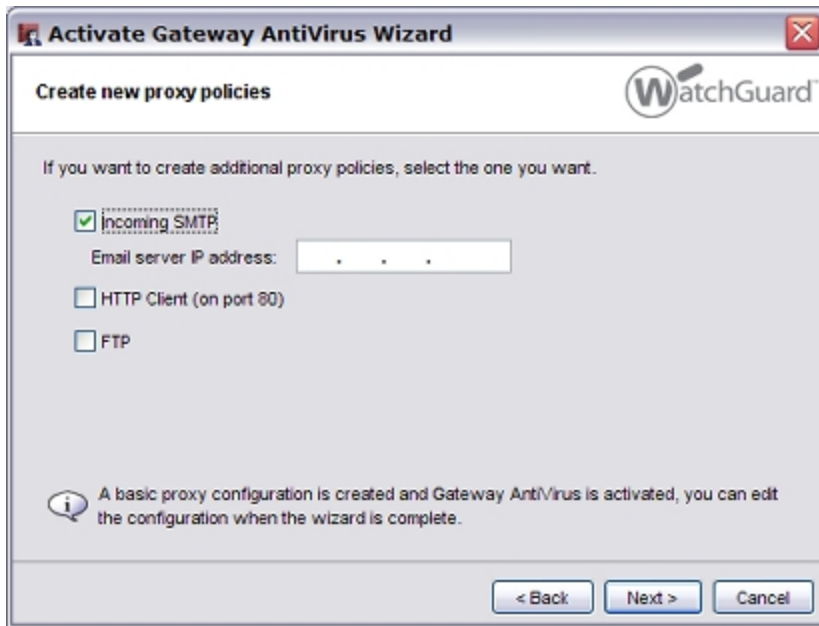 Activate Gateway AntiVirus Wizard
Create new proxy policies
WatchGuard
If you want to create additional proxy policies, select the one you want.
Incoming SMTP
Email server IP address: . . .
HTTP Client (on port 80)
FTP
A basic proxy configuration is created and Gateway AntiVirus is activated, you can edit
the configuration when the wizard is complete.
< Back Next > Cancel